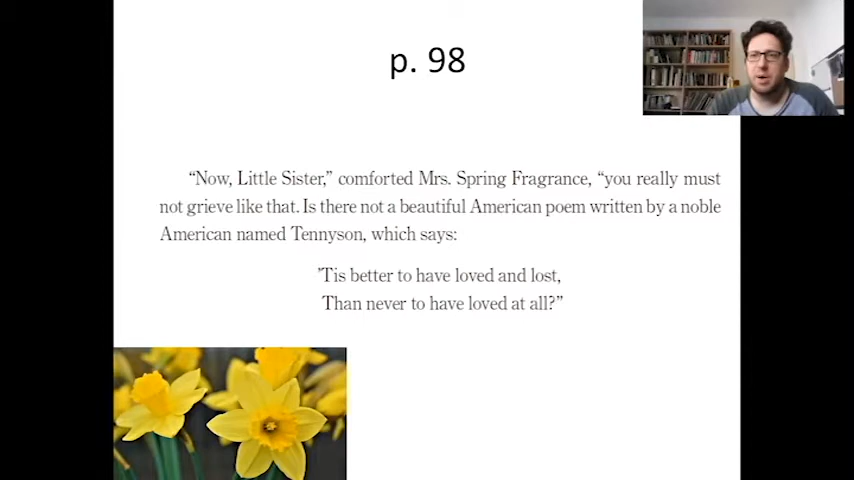 p. 98
“Now, Little Sister,” comforted Mrs. Spring Fragrance, “you really must
not grieve like that. Is there not a beautiful American poem written by a noble
American named Tennyson, which says:
’Tis better to have loved and lost,
Than never to have loved at all?”